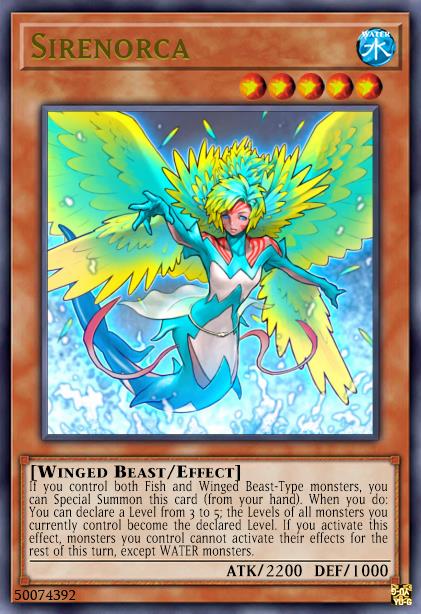 SIRENORCA
WATER
水
[WINGED BEAST/EFFECT]
If you control both Fish and Winged Beast-Type monsters, you
can Special Summon this card (from your hand). When you do:
You can declare a Level from 3 to 5; the Levels of all monsters you
currently control become the declared Level. If you activate this
effect, monsters you control cannot activate their effects for the
rest of this turn, except WATER monsters.
ATK/2200 DEF/1000
50074392